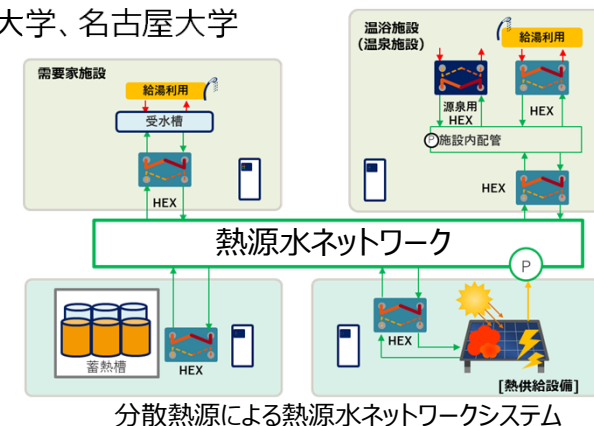 大学、名古屋大学
需要家施設
給湯利用
受水槽
HEX
温浴施設
(温泉施設)
給湯利用
源泉用
HEX
HEX
P施設内配管
HEX
熱源水ネットワーク
P
蓄熱槽
HEX
HEX
[熱供給設備]
分散熱源による熱源水ネットワークシステム